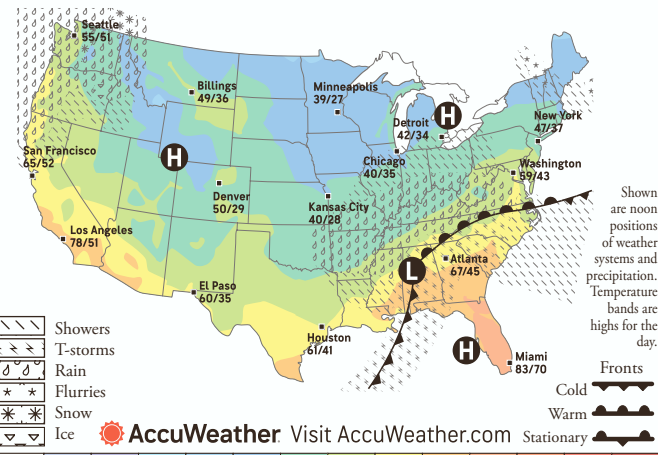 Seattle
55/51
Billings
49/36
Minneapolis
39/27
Detroit
42/34
H
New York
47/37
San Francisco
65/52
H
Denver
50/29
Chicago
40/35
Kansas City
40/28
Washington
59/43
Los Angeles
78/51
El Paso
60/35
L
Atlanta
67/45
Houston
61/41
H
Miami
83/70
Shown
are noon
positions
of weather
systems and
precipitation.
Temperature
bands are
highs for the
day.
Showers
T-storms
Rain
Flurries
Snow
Ice
Fronts
Cold
Warm
Stationary
AccuWeather Visit AccuWeather.com